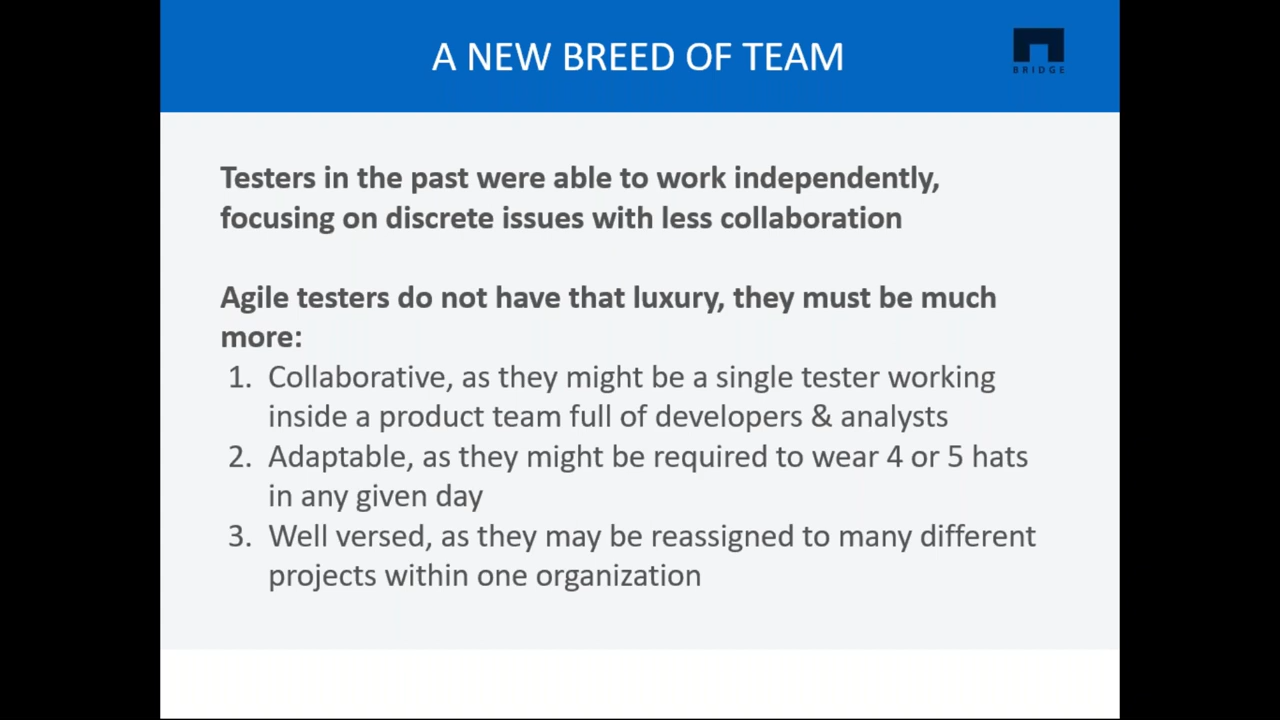 A NEW BREED OF TEAM
BRIDGE
Testers in the past were able to work independently,
focusing on discrete issues with less collaboration
Agile testers do not have that luxury, they must be much
more:
1. Collaborative, as they might be a single tester working
inside a product team full of developers & analysts
2. Adaptable, as they might be required to wear 4 or 5 hats
in any given day
3. Well versed, as they may be reassigned to many different
projects within one organization